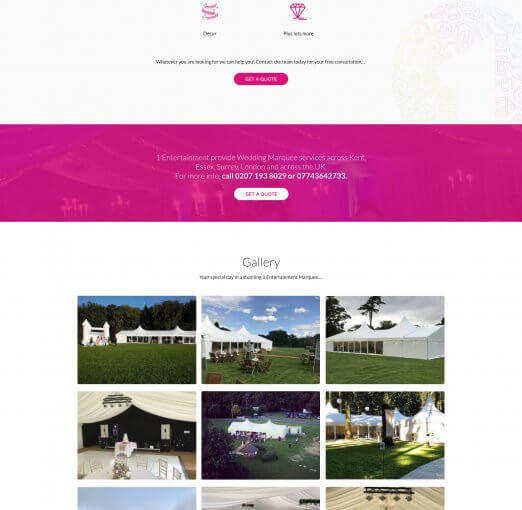 Decor
Plus lots more
Whatever you are looking for we can help you!. Contact the team today for your free consultation...
GET A QUOTE
1 Entertainment provide Wedding Marquee services across Kent,
Essex, Surrey, London and across the UK.
For more info, call 0207 193 8029 or 07743642733.
GET A QUOTE
Gallery
Your special day in a stunning 1 Entertainment Marquee....